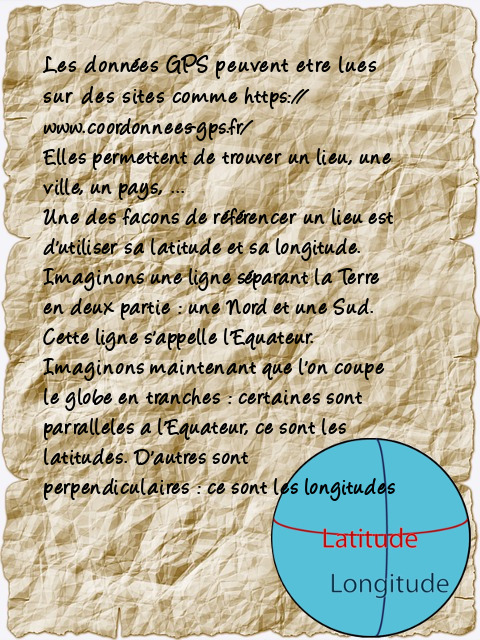 Les données GPS peuvent etre lues
sur des sites comme https://
www.coordonnees-gps.fr/
Elles permettent de trouver un lieu, une
ville, un pays, ...
Une des facons de référencer un lieu est
d'utiliser sa latitude et sa longitude.
Imaginons une ligne séparant la Terre
en deux partie : une Nord et une Sud.
Cette ligne s'appelle l'Equateur.
Imaginons maintenant que l'on coupe
le globe en tranches : certaines sont
parralleles a l'Equateur, ce sont les
latitudes. D'autres sont
perpendiculaires : ce sont les longitudes
Latitude
Longitude